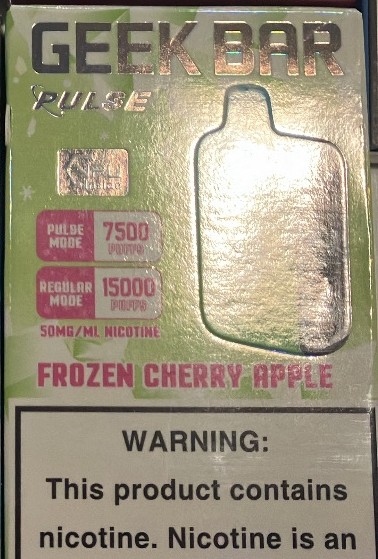 GEEK BAR
PULSE
PULSE MODE 7500 PUFFS
REGULAR MODE 15000 PUFFS
50MG/ML NICOTINE
FROZEN CHERRY APPLE
WARNING:
This product contains
nicotine. Nicotine is an